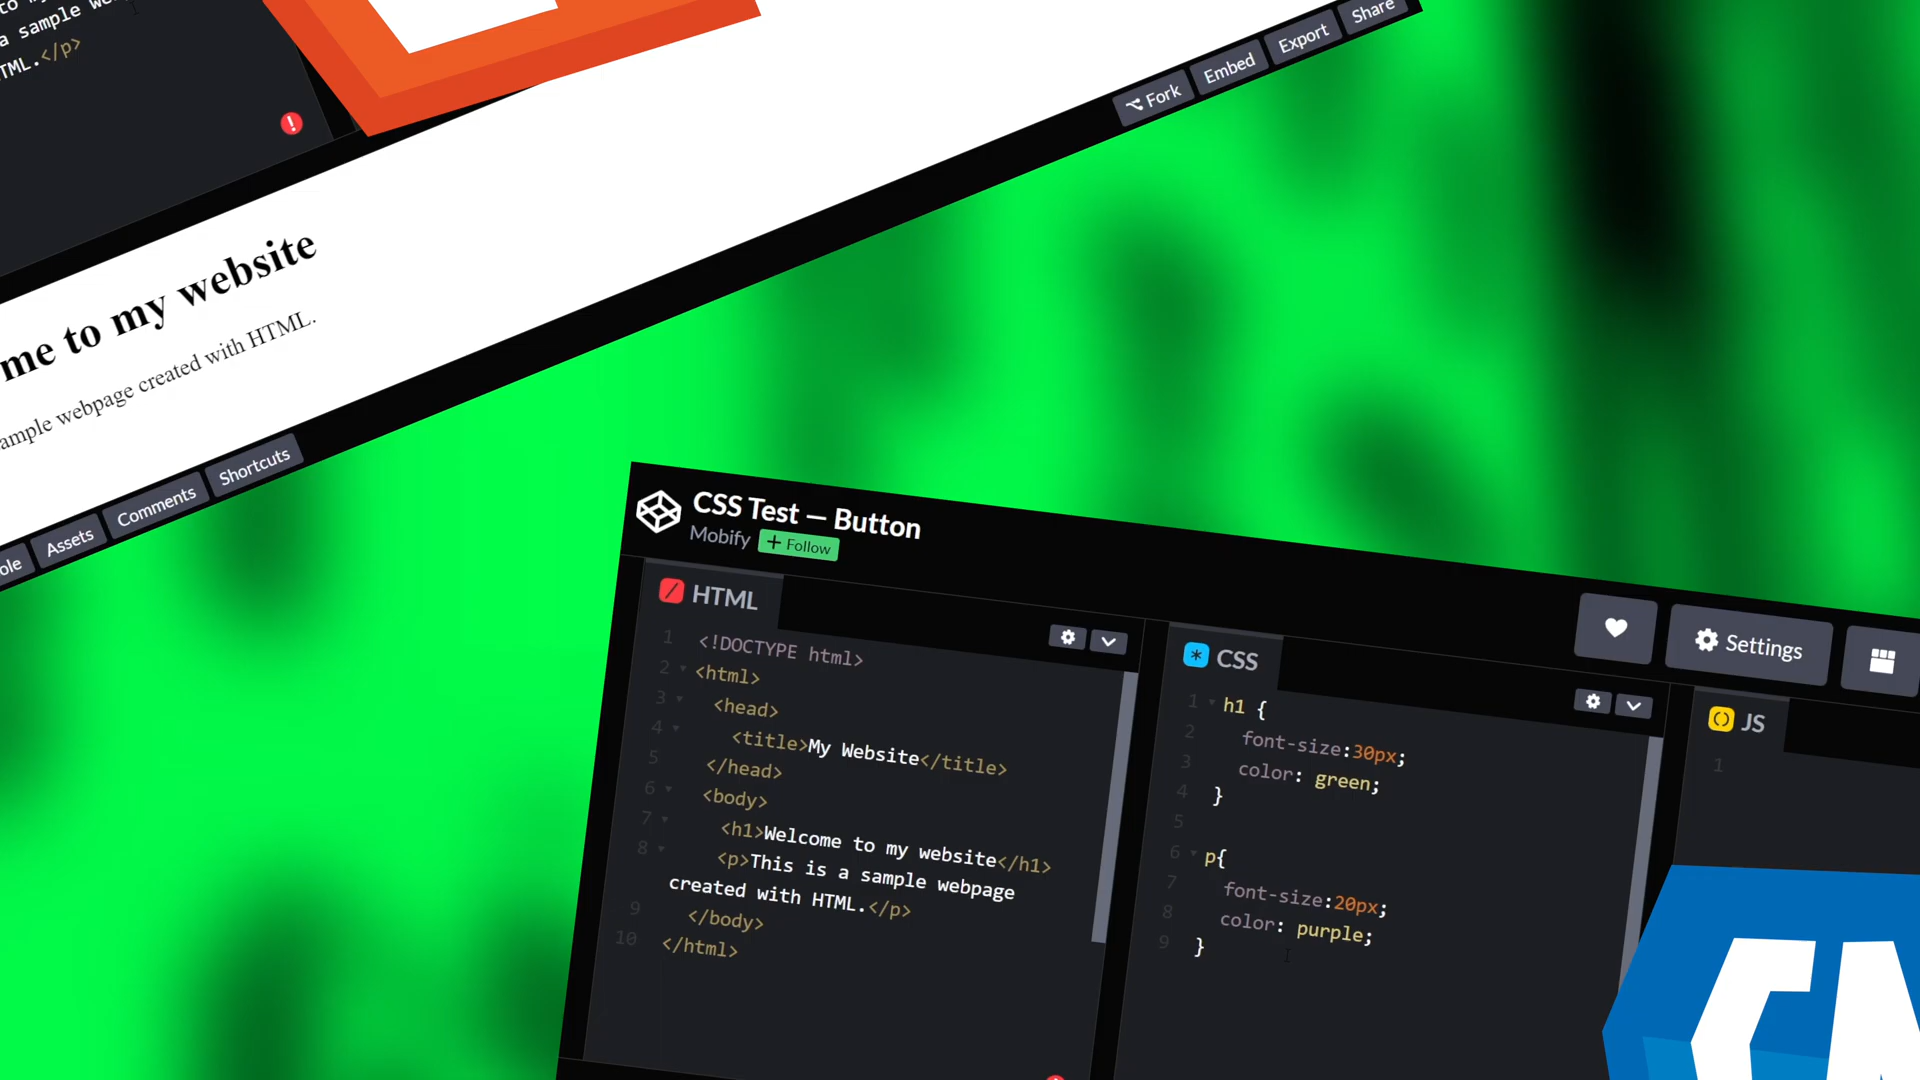 a sample we
TML.</p>
me to my website
ample webpage created with HTML.
ole
Assets
Comments
Shortcuts
Fork
Embed
Export
Share
CSS Test — Button
Mobify
+ Follow
Settings
HTML
1 <!DOCTYPE html>
2 <html>
3 <head>
4 <title>My Website</title>
5 </head>
6 <body>
7 <h1>Welcome to my website</h1>
8 <p>This is a sample webpage
created with HTML.</p>
9 </body>
10 </html>
CSS
1 h1 {
2 font-size:30px;
3 color: green;
4 }
5
6 p{
7 font-size:20px;
8 color: purple;
9 }
JS
1